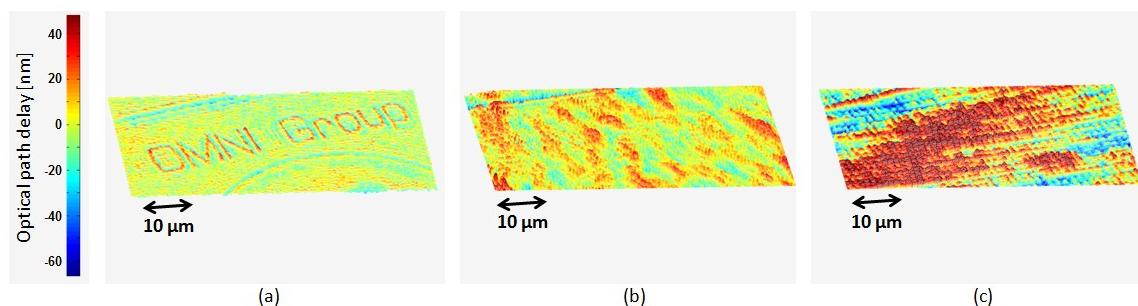 Optical path delay [nm]
40
20
0
-20
-40
-60
OMNI Group
10 µm
10 µm
10 µm
(a)
(b)
(c)